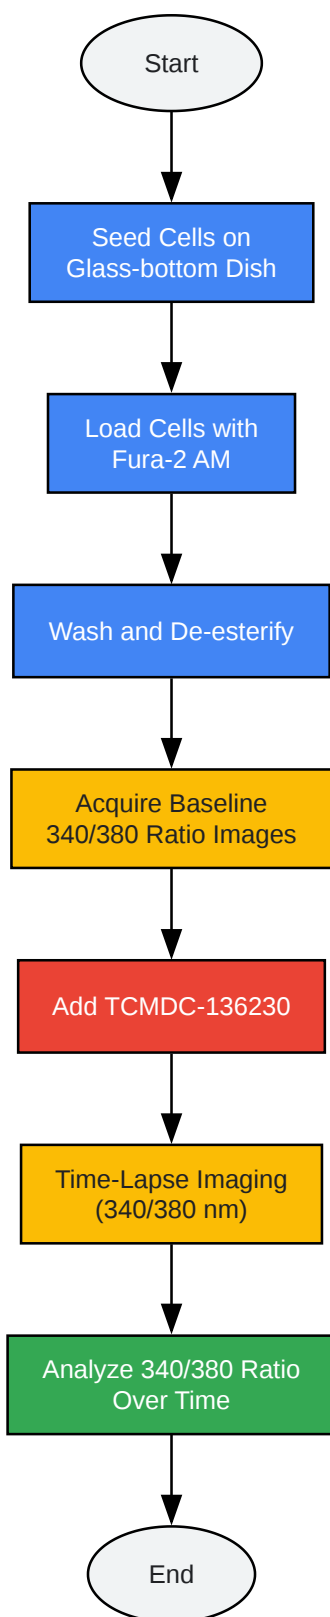 Start
Seed Cells on
Glass-bottom Dish
Load Cells with
Fura-2 AM
Wash and De-esterify
Acquire Baseline
340/380 Ratio Images
Add TCMDC-136230
Time-Lapse Imaging
(340/380 nm)
Analyze 340/380 Ratio
Over Time
End